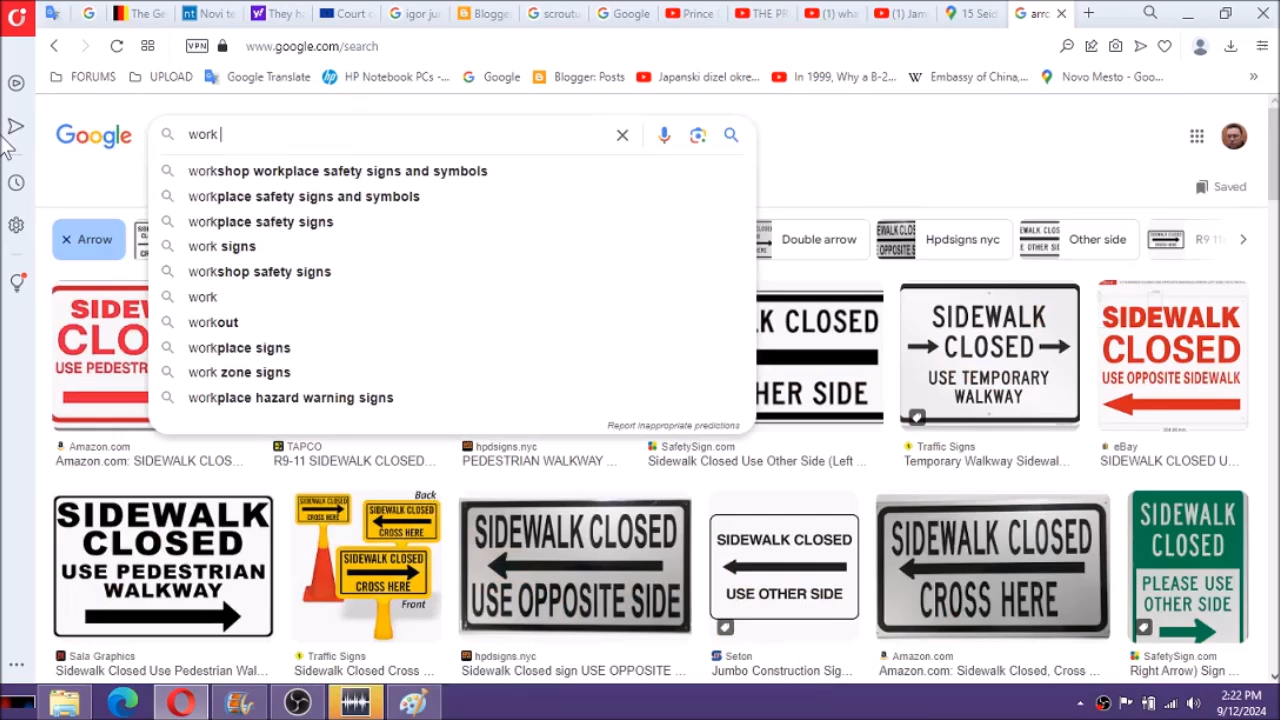 The Ge
Novi te
They h
Court c
igor jur
Blogge
scroutu
Google
Prince (
THE PR
(1) wha
(1) Jam
15 Seid
arro
VPN
www.google.com/search
FORUMS
UPLOAD
Google Translate
HP Notebook PCs -...
Google
Blogger: Posts
Japanski dizel okre...
In 1999, Why a B-2...
Embassy of China,...
Novo Mesto - Goo...
Google
work
workshop workplace safety signs and symbols
workplace safety signs and symbols
workplace safety signs
work signs
workshop safety signs
work
workout
workplace signs
work zone signs
workplace hazard warning signs
Report inappropriate predictions
Saved
Arrow
Double arrow
Hpdsigns nyc
Other side
R9 11
SIDEWALK
CLOSED
USE TEMPORARY
WALKWAY
SIDEWALK
CLOSED
USE OPPOSITE SIDEWALK
Amazon.com
Amazon.com: SIDEWALK CLOS...
TAPCO
R9-11 SIDEWALK CLOSED...
hpdsigns.nyc
PEDESTRIAN WALKWAY ...
SafetySign.com
Sidewalk Closed Use Other Side (Left ...
Traffic Signs
Temporary Walkway Sidewal...
eBay
SIDEWALK CLOSED U...
SIDEWALK
CLOSED
USE PEDESTRIAN
WALKWAY
Back
SIDEWALK CLOSED
CROSS HERE
SIDEWALK CLOSED
CROSS HERE
SIDEWALK CLOSED
CROSS HERE
Front
SIDEWALK CLOSED
USE OPPOSITE SIDE
SIDEWALK CLOSED
USE OTHER SIDE
SIDEWALK CLOSED
CROSS HERE
SIDEWALK
CLOSED
PLEASE USE
OTHER SIDE
Sala Graphics
Sidewalk Closed Use Pedestrian Wal...
Traffic Signs
Sidewalk Closed Cross ...
hpdsigns.nyc
Sidewalk Closed sign USE OPPOSITE ...
Seton
Jumbo Construction Sig...
Amazon.com
Amazon.com: Sidewalk Closed, Cross ...
SafetySign.com
Right Arrow) Sign ...
2:22 PM
9/12/2024